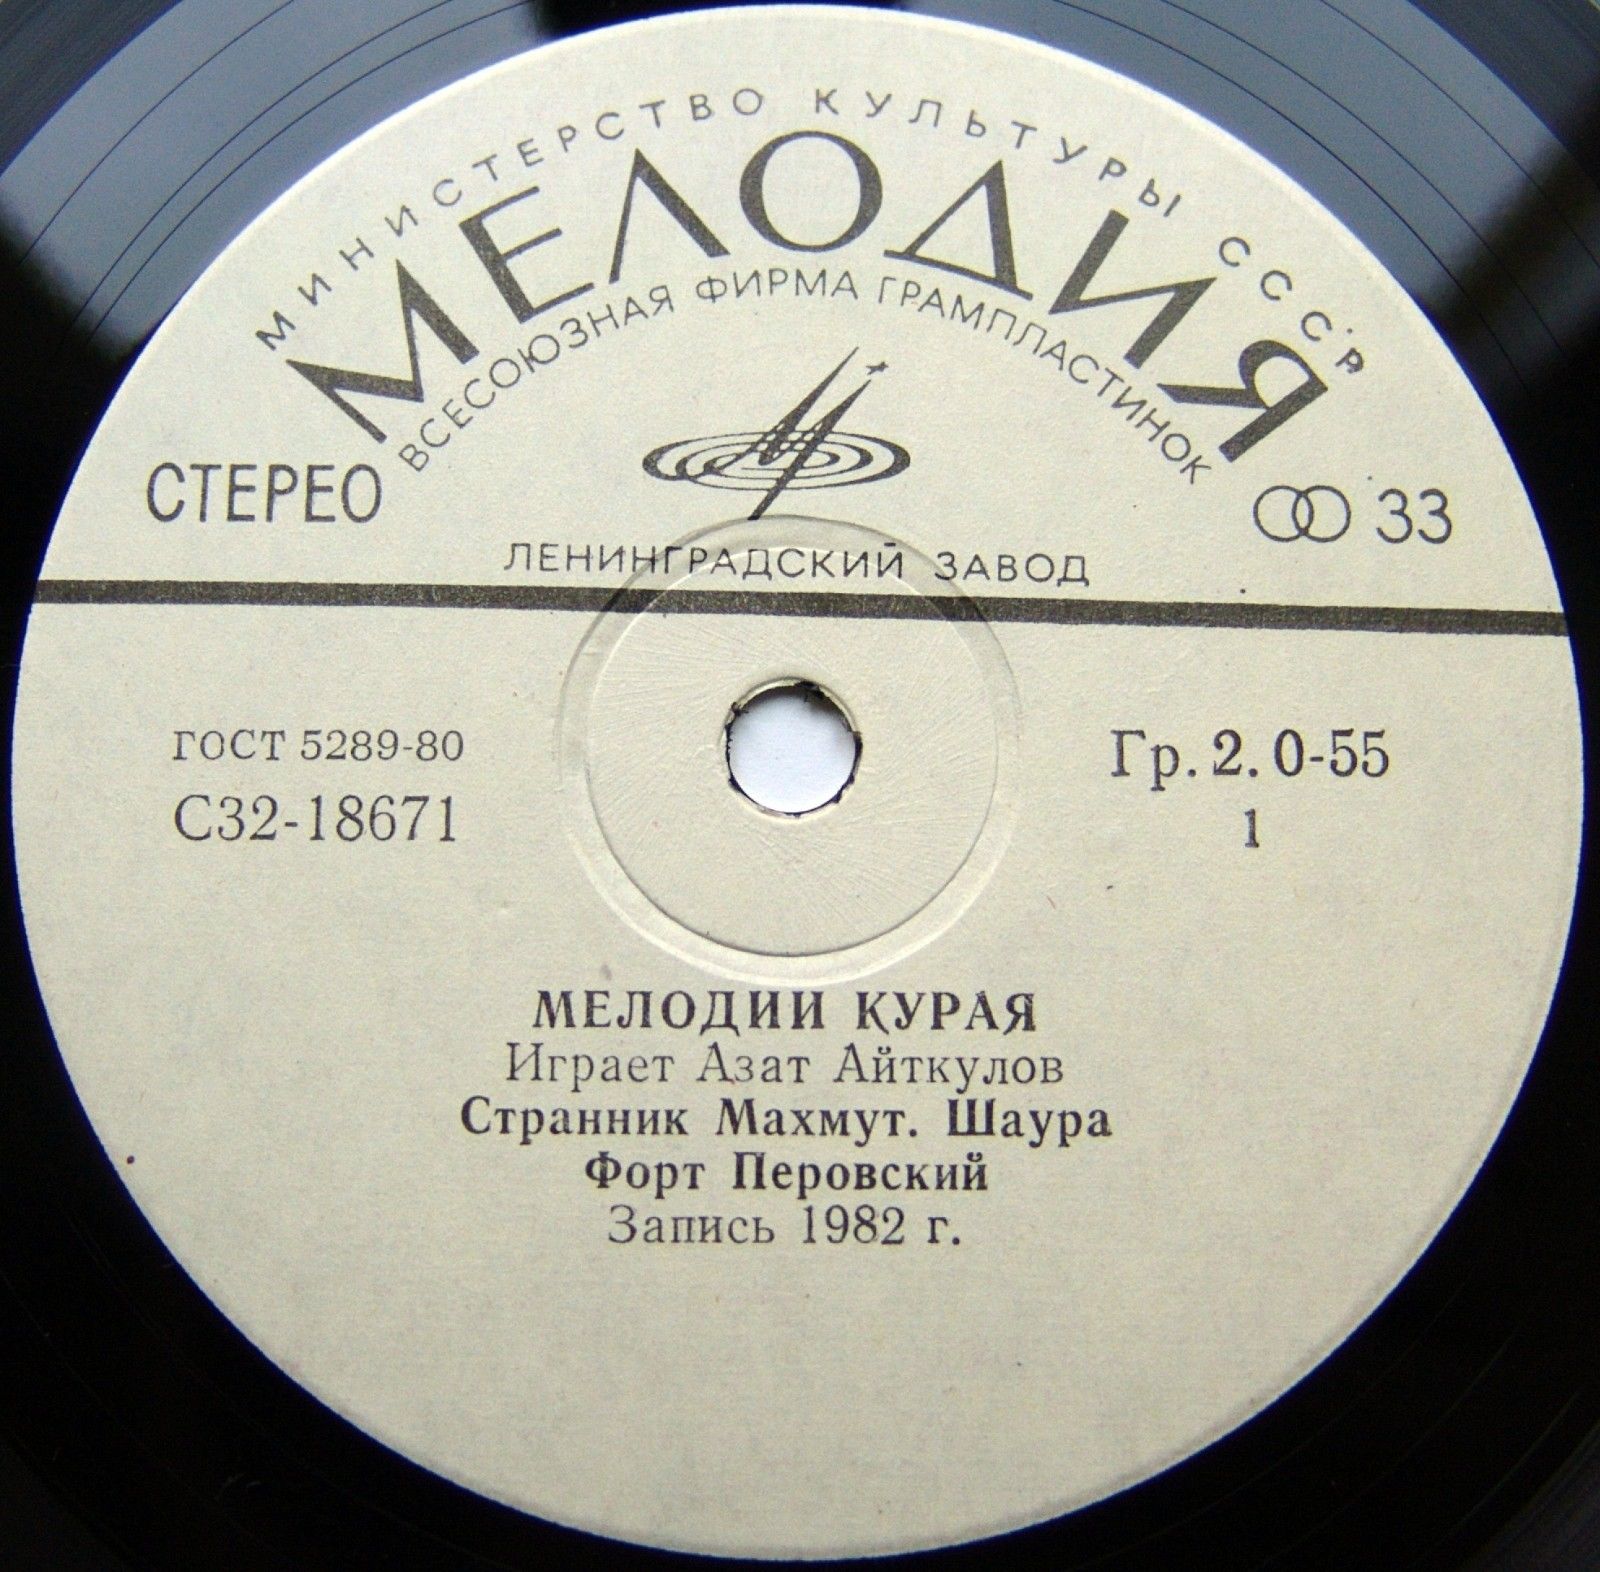 МИНИСТЕРСТВО КУЛЬТУРЫ СССР
МЕЛОДИЯ
ВСЕСОЮЗНАЯ ФИРМА ГРАМПЛАСТИНОК
СТЕРЕО
33
ЛЕНИНГРАДСКИЙ ЗАВОД
ГОСТ 5289-80
Гр. 2. 0-55
С32-18671
1
МЕЛОДИИ КУРАЯ
Играет Азат Айткулов
Странник Махмут. Шаура
Форт Перовский
Запись 1982 г.